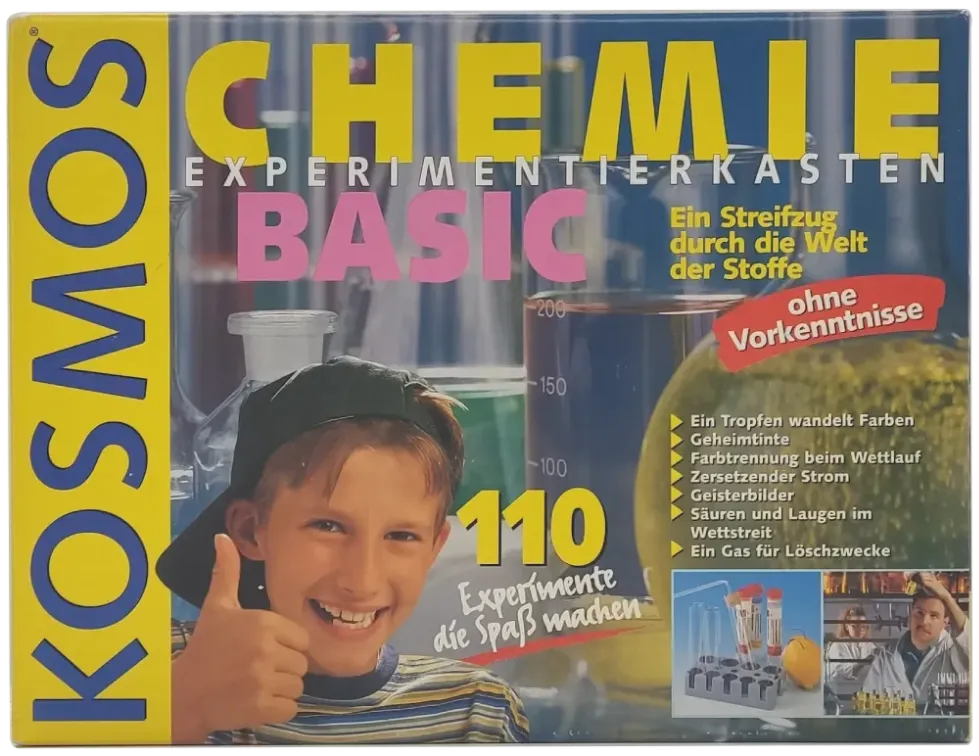 KOSMOS®
CHEMIE
EXPERIMENTIERKASTEN
BASIC
Ein Streifzug
durch die Welt
der Stoffe
ohne
Vorkenntnisse
200
150
100
Ein Tropfen wandelt Farben
Geheimtinte
Farbtrennung beim Wettlauf
Zersetzender Strom
Geisterbilder
Säuren und Laugen im
Wettstreit
Ein Gas für Löschzwecke
110
Experimente
die Spaß machen